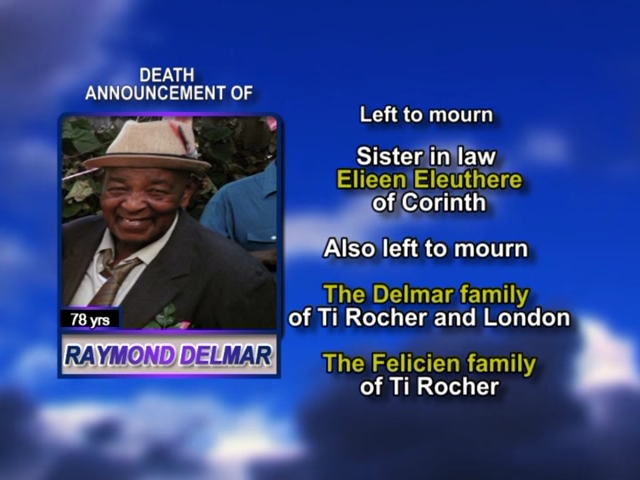 DEATH
ANNOUNCEMENT OF
78 yrs
RAYMOND DELMAR
Left to mourn
Sister in law
Elieen Eleuthere
of Corinth
Also left to mourn
The Delmar family
of Ti Rocher and London
The Felicien family
of Ti Rocher